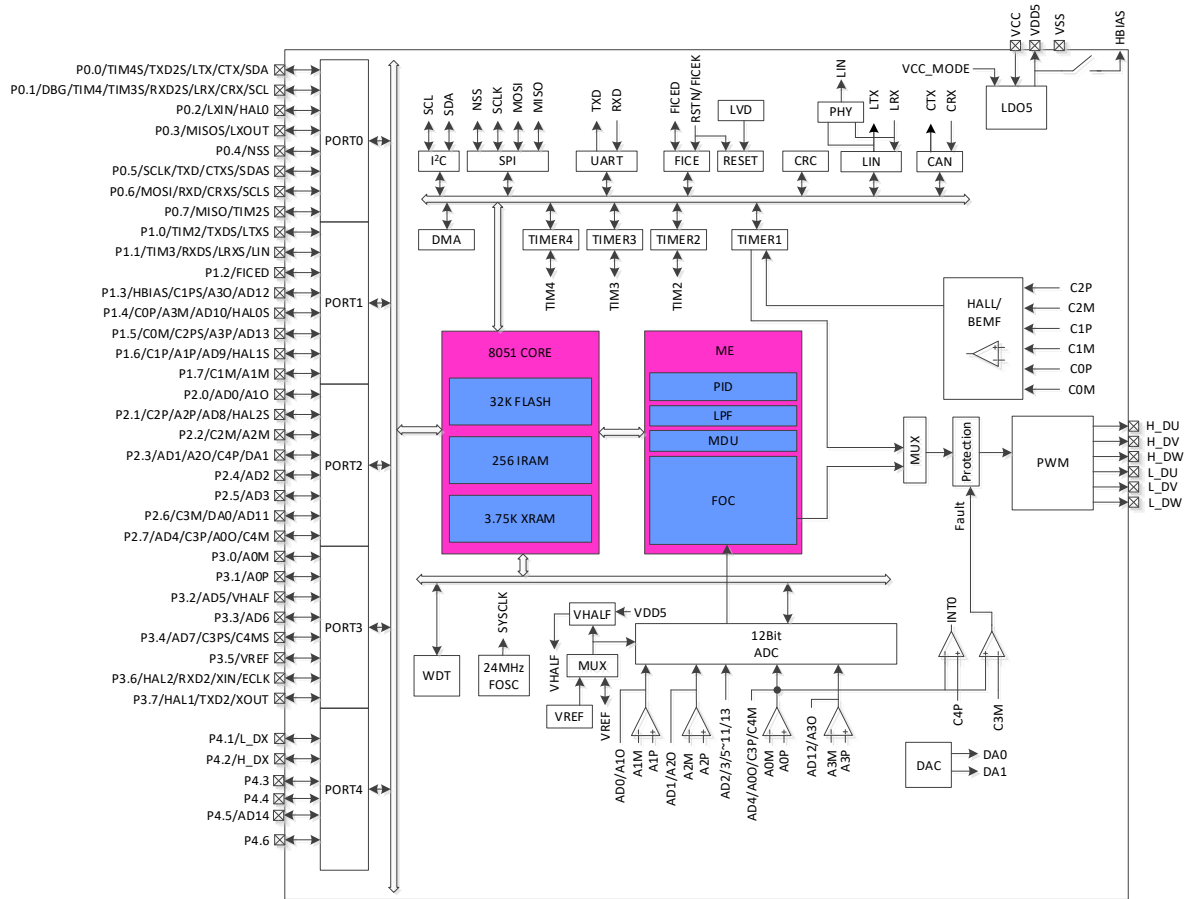 VCC
VDD5
VSS
HBIAS
VCC_MODE
LDO5
P0.0/TIM4S/TXD2S/LTX/CTX/SDA
P0.1/DBG/TIM4/TIM3S/RXD2S/LRX/CRX/SCL
P0.2/LXIN/HAL0
P0.3/MISOS/LXOUT
P0.4/NSS
P0.5/SCLK/TXD/CTXS/SDAS
P0.6/MOSI/RXD/CRXS/SCLS
P0.7/MISO/TIM2S
P1.0/TIM2/TXDS/LTXS
P1.1/TIM3/RXDS/LRXS/LIN
P1.2/FICED
P1.3/HBIAS/C1PS/A3O/AD12
P1.4/C0P/A3M/AD10/HAL0S
P1.5/C0M/C2PS/A3P/AD13
P1.6/C1P/A1P/AD9/HAL1S
P1.7/C1M/A1M
P2.0/AD0/A1O
P2.1/C2P/A2P/AD8/HAL2S
P2.2/C2M/A2M
P2.3/AD1/A2O/C4P/DA1
P2.4/AD2
P2.5/AD3
P2.6/C3M/DA0/AD11
P2.7/AD4/C3P/A0O/C4M
P3.0/A0M
P3.1/A0P
P3.2/AD5/VHALF
P3.3/AD6
P3.4/AD7/C3PS/C4MS
P3.5/VREF
P3.6/HAL2/RXD2/XIN/ECLK
P3.7/HAL1/TXD2/XOUT
P4.1/L_DX
P4.2/H_DX
P4.3
P4.4
P4.5/AD14
P4.6
PORT0
PORT1
PORT2
PORT3
PORT4
SCL
SDA
NSS
SCLK
MOSI
MISO
TXD
RXD
FICED
RSTN/FICEK
LVD
LIN
PHY
LTX
LRX
CTX
CRX
I²C
SPI
UART
FICE
RESET
CRC
LIN
CAN
DMA
TIMER4
TIMER3
TIMER2
TIMER1
TIM4
TIM3
TIM2
HALL/
BEMF
C2P
C2M
C1P
C1M
C0P
C0M
8051 CORE
32K FLASH
256 IRAM
3.75K XRAM
ME
PID
LPF
MDU
FOC
MUX
Protection
Fault
PWM
H_DU
H_DV
H_DW
L_DU
L_DV
L_DW
WDT
SYSCLK
24MHz
FOSC
VHALF
VDD5
VHALF
MUX
VREF
VREF
12Bit
ADC
AD0/A1O
A1M
A1P
AD1/A2O
A2M
A2P
AD2/3/5~11/13
AD4/A0O/C3P/C4M
A0M
A0P
AD12/A3O
A3M
A3P
INT0
C4P
C3M
DAC
DA0
DA1